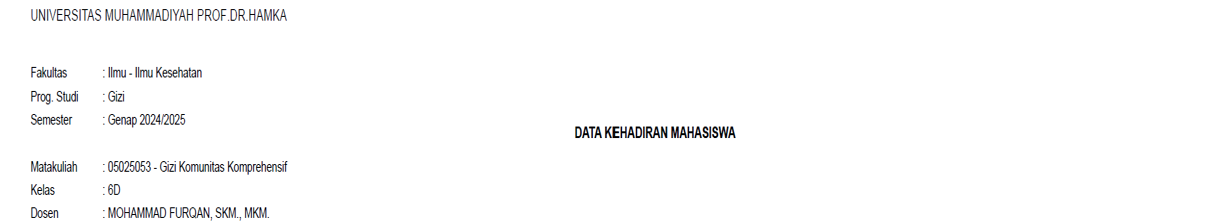 UNIVERSITAS MUHAMMADIYAH PROF.DR.HAMKA
Fakultas : Ilmu - Ilmu Kesehatan
Prog. Studi : Gizi
Semester : Genap 2024/2025
DATA KEHADIRAN MAHASISWA
Matakuliah : 05025053 - Gizi Komunitas Komprehensif
Kelas : 6D
Dosen : MOHAMMAD FURQAN, SKM., MKM.